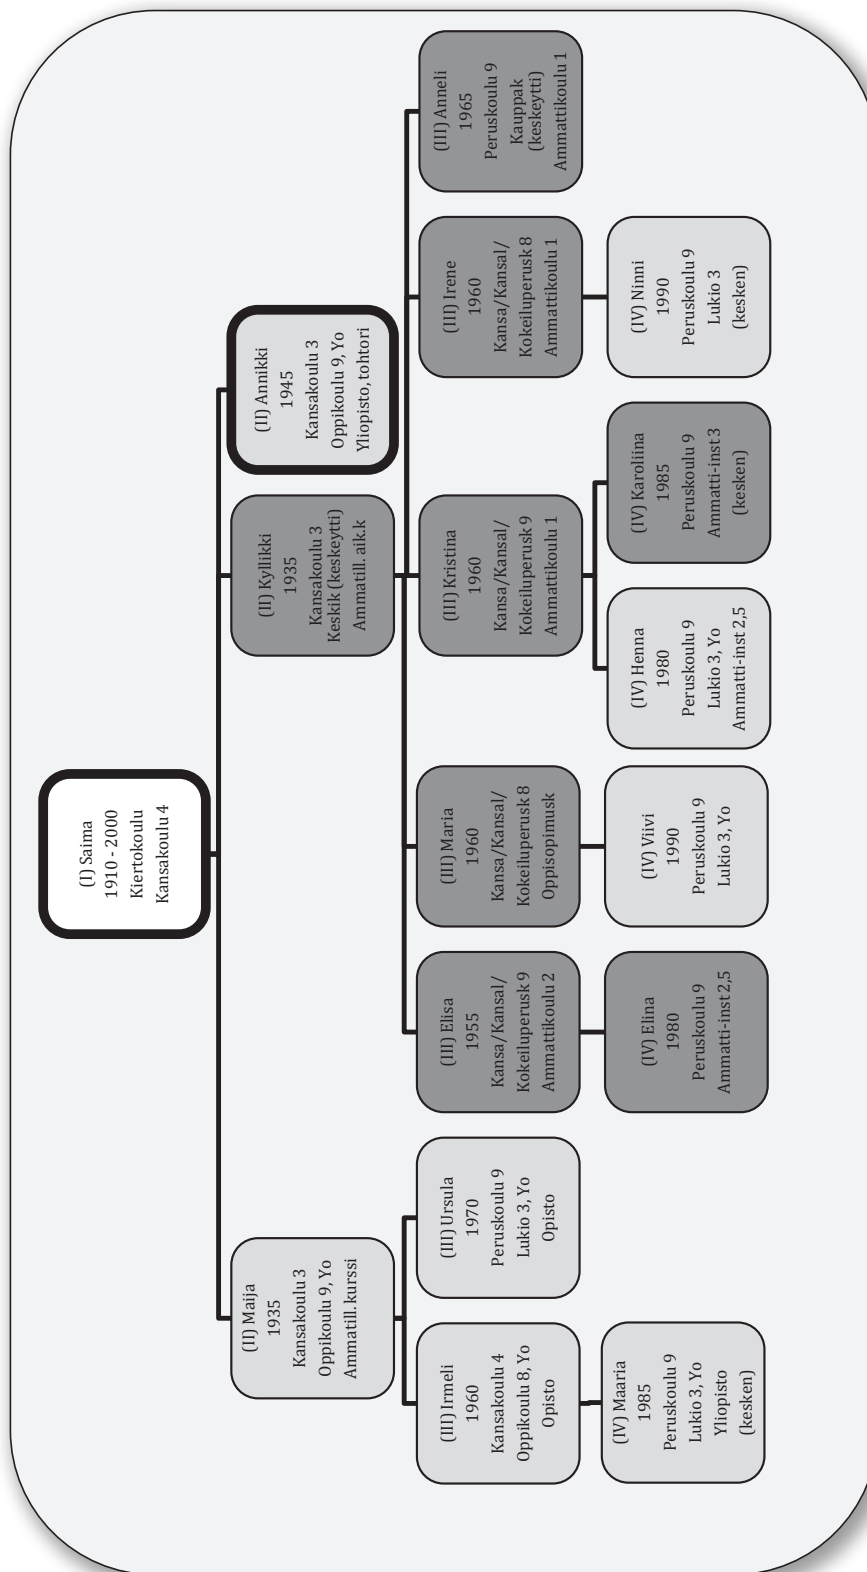 (I) Saima
1910 - 2000
Kiertokoulu
Kansakoulu 4
(II) Maija
1935
Kansakoulu 3
Oppikoulu 9, Yo
Ammatill. kurssi
(II) Kyllikki
1935
Kansakoulu 3
Keskik (keskeytti)
Ammatill. aik.k
(II) Annikki
1945
Kansakoulu 3
Oppikoulu 9, Yo
Yliopisto, tohtori
(III) Irmeli
1960
Kansakoulu 4
Oppikoulu 8, Yo
Opisto
(III) Ursula
1970
Peruskoulu 9
Lukio 3, Yo
Opisto
(III) Elisa
1955
Kansa/Kansal/
Kokeiluperusk 9
Ammattikoulu 2
(III) Maria
1960
Kansa/Kansal/
Kokeiluperusk 8
Oppisopimusk
(III) Kristina
1960
Kansa/Kansal/
Kokeiluperusk 9
Ammattikoulu 1
(III) Irene
1960
Kansa/Kansal/
Kokeiluperusk 8
Ammattikoulu 1
(III) Anneli
1965
Peruskoulu 9
Kauppak
(keskeytti)
Ammattikoulu 1
(IV) Maaria
1985
Peruskoulu 9
Lukio 3, Yo
Yliopisto
(kesken)
(IV) Elina
1980
Peruskoulu 9
Ammatti-inst 2,5
(IV) Viivi
1990
Peruskoulu 9
Lukio 3, Yo
(IV) Henna
1980
Peruskoulu 9
Lukio 3, Yo
Ammatti-inst 2,5
(IV) Karoliina
1985
Peruskoulu 9
Ammatti-inst 3
(kesken)
(IV) Ninni
1990
Peruskoulu 9
Lukio 3
(kesken)